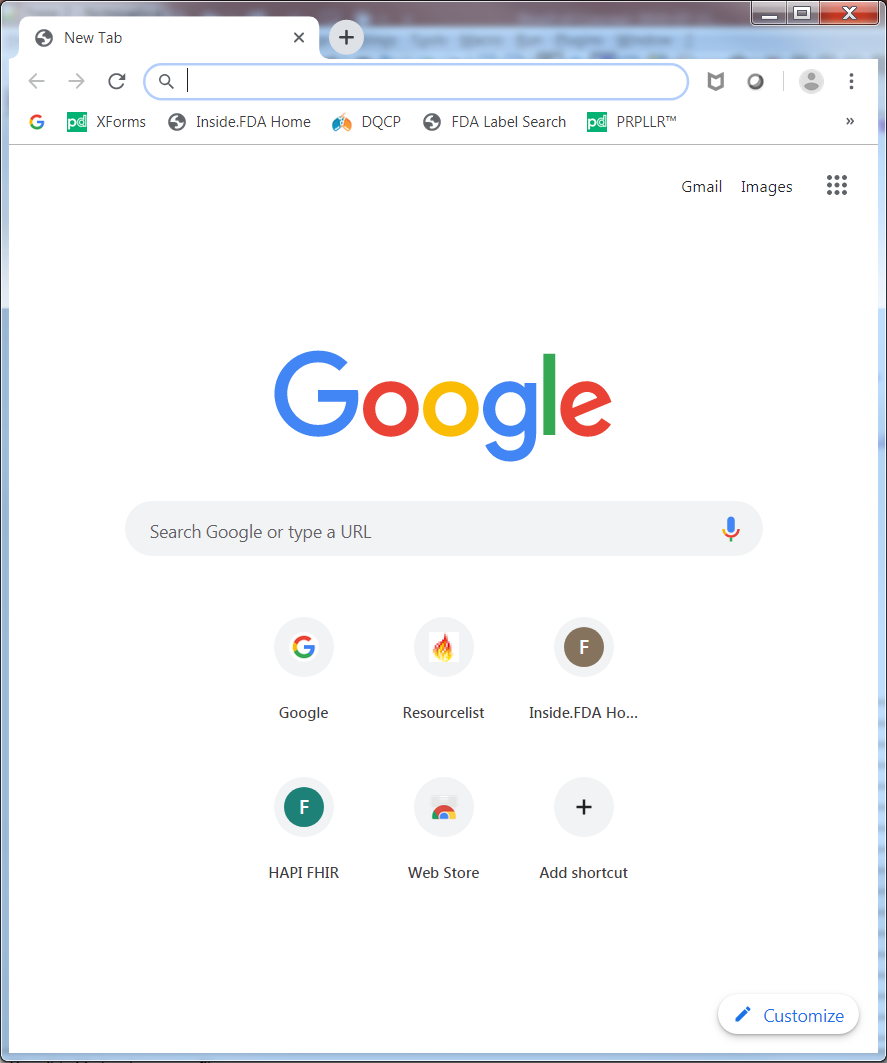 New Tab
XForms Inside.FDA Home DQCP FDA Label Search PRPLLR™ »
Gmail Images
Google
Search Google or type a URL
Google Resourcelist Inside.FDA Ho...
F
HAPI FHIR Web Store Add shortcut
F
Customize